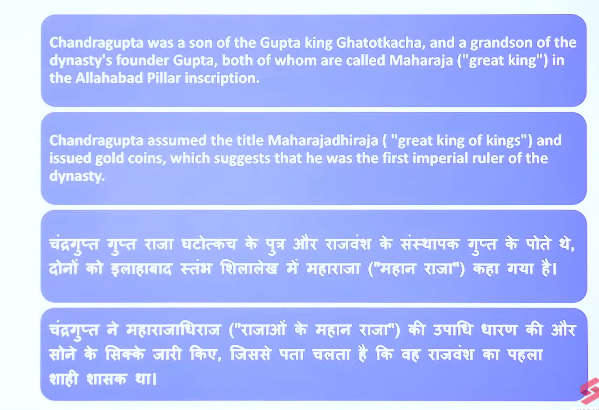 Chandragupta was a son of the Gupta king Ghatotkacha, and a grandson of the
dynasty's founder Gupta, both of whom are called Maharaja ("great king") in
the Allahabad Pillar inscription.
Chandragupta assumed the title Maharajadhiraja ( "great king of kings") and
issued gold coins, which suggests that he was the first imperial ruler of the
dynasty.
चंद्रगुप्त गुप्त राजा घटोत्कच के पुत्र और राजवंश के संस्थापक गुप्त के पोते थे,
दोनों को इलाहाबाद स्तंभ शिलालेख में महाराजा ("महान राजा") कहा गया है।
चंद्रगुप्त ने महाराजाधिराज ("राजाओं के महान राजा") की उपाधि धारण की और
सोने के सिक्के जारी किए, जिससे पता चलता है कि वह राजवंश का पहला
शाही शासक था।